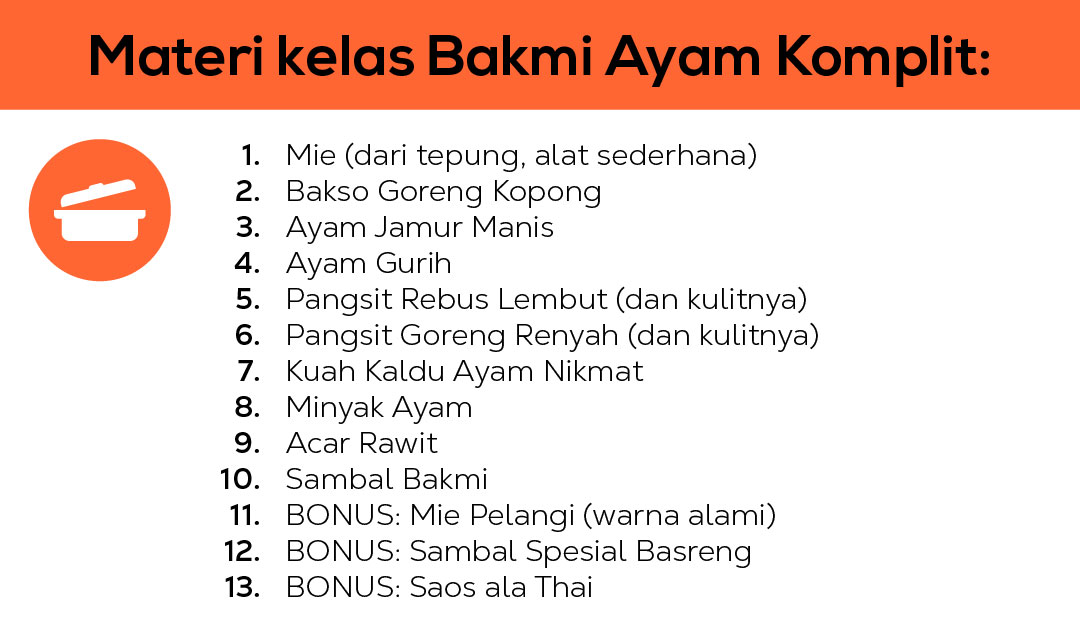 Materi kelas Bakmi Ayam Komplit:
1. Mie (dari tepung, alat sederhana)
2. Bakso Goreng Kopong
3. Ayam Jamur Manis
4. Ayam Gurih
5. Pangsit Rebus Lembut (dan kulitnya)
6. Pangsit Goreng Renyah (dan kulitnya)
7. Kuah Kaldu Ayam Nikmat
8. Minyak Ayam
9. Acar Rawit
10. Sambal Bakmi
11. BONUS: Mie Pelangi (warna alami)
12. BONUS: Sambal Spesial Basreng
13. BONUS: Saos ala Thai